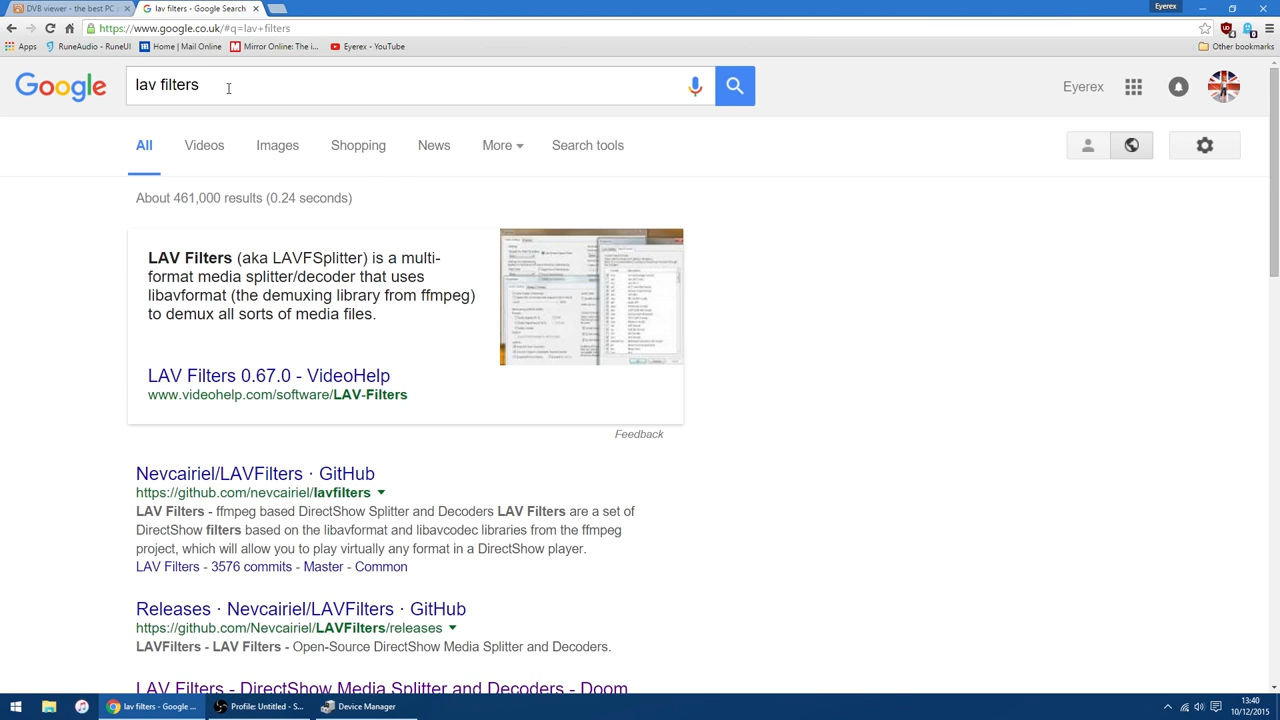 DVB viewer - the best PC
lav filters - Google Search
Eyerex
https://www.google.co.uk/#q=lav+filters
Apps
RuneAudio - RuneUI
Home | Mail Online
Mirror Online: The i...
Eyerex - YouTube
Other bookmarks
Google
lav filters
Eyerex
All
Videos
Images
Shopping
News
More
Search tools
About 461,000 results (0.24 seconds)
LAV Filters (aka LAVFSplitter) is a multi-
format media splitter/decoder that uses
libavformat (the demuxing library from ffmpeg)
to demux all sorts of media files.
LAV Filters 0.67.0 - VideoHelp
www.videohelp.com/software/LAV-Filters
Feedback
Nevcairiel/LAVFilters · GitHub
https://github.com/nevcairiel/lavfilters
LAV Filters - ffmpeg based DirectShow Splitter and Decoders LAV Filters are a set of
DirectShow filters based on the libavformat and libavcodec libraries from the ffmpeg
project, which will allow you to play virtually any format in a DirectShow player.
LAV Filters - 3576 commits - Master - Common
Releases · Nevcairiel/LAVFilters · GitHub
https://github.com/Nevcairiel/LAVFilters/releases
LAVFilters - LAV Filters - Open-Source DirectShow Media Splitter and Decoders.
LAV Filters - DirectShow Media Splitter and Decoders - Doom
lav filters - Google ...
Profile: Untitled - S...
Device Manager
13:40
10/12/2015